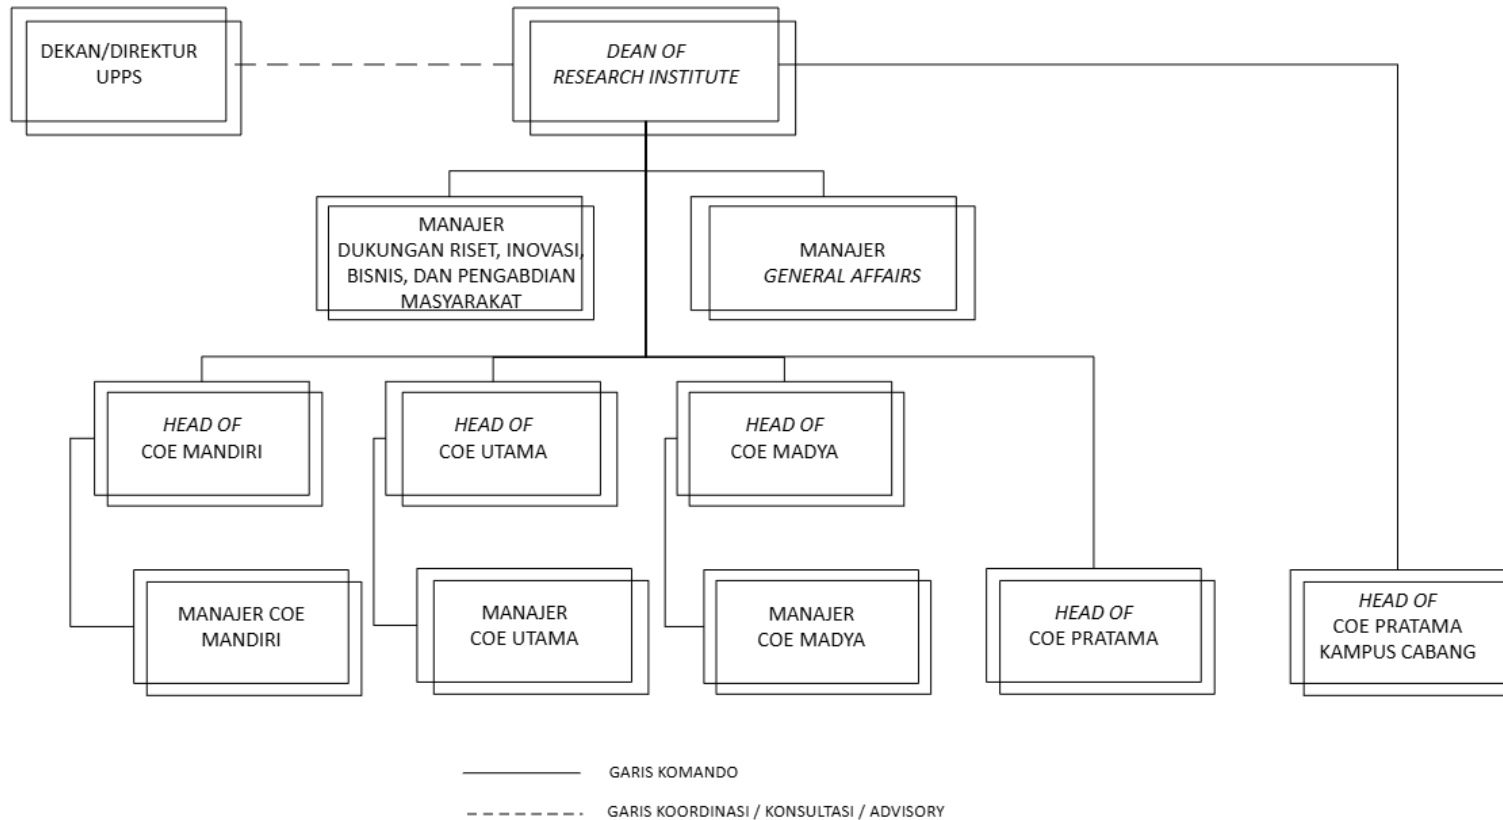 DEKAN/DIREKTUR
UPPS
DEAN OF
RESEARCH INSTITUTE
MANAJER
DUKUNGAN RISET, INOVASI,
BISNIS, DAN PENGABDIAN
MASYARAKAT
MANAJER
GENERAL AFFAIRS
HEAD OF
COE MANDIRI
HEAD OF
COE UTAMA
HEAD OF
COE MADYA
MANAJER COE
MANDIRI
MANAJER
COE UTAMA
MANAJER
COE MADYA
HEAD OF
COE PRATAMA
HEAD OF
COE PRATAMA
KAMPUS CABANG
GARIS KOMANDO
GARIS KOORDINASI / KONSULTASI / ADVISORY